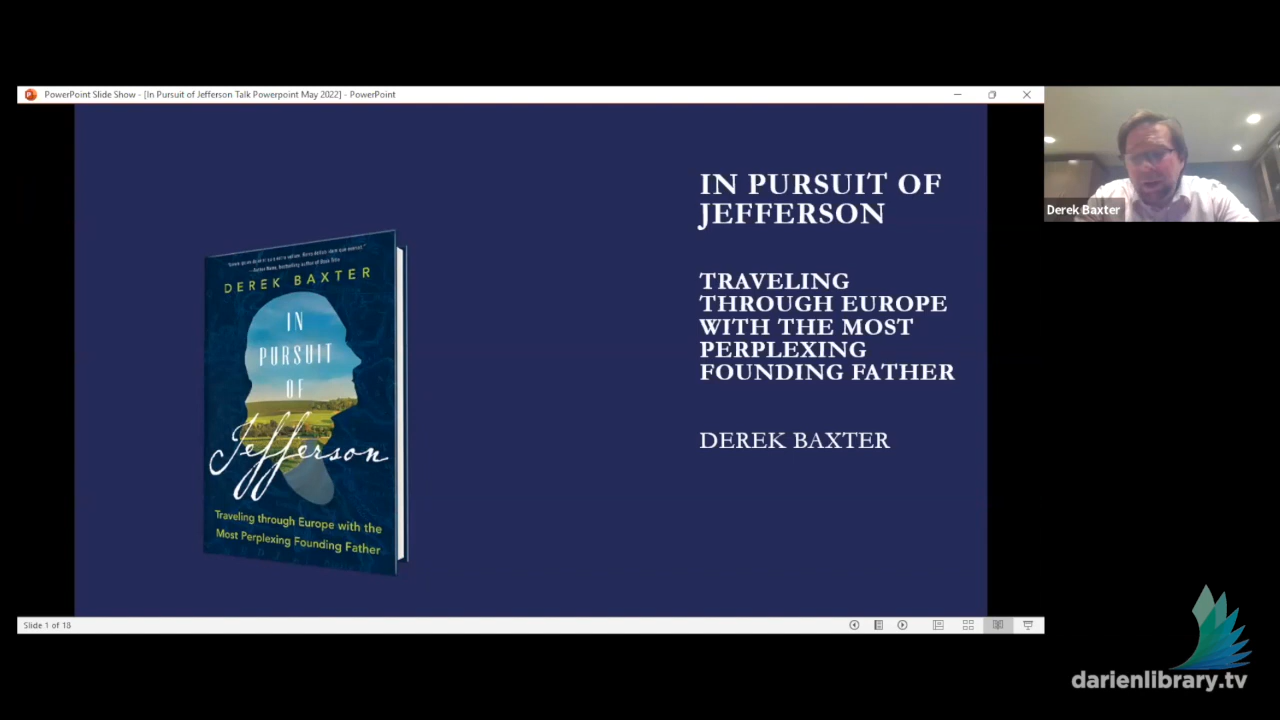 PowerPoint Slide Show - [In Pursuit of Jefferson Talk Powerpoint May 2022] - PowerPoint
IN PURSUIT OF
JEFFERSON
TRAVELING
THROUGH EUROPE
WITH THE MOST
PERPLEXING
FOUNDING FATHER
DEREK BAXTER
DEREK BAXTER
IN
PURSUIT
OF
Jefferson
Traveling through Europe with the
Most Perplexing Founding Father
Derek Baxter
Slide 1 of 18
darienlibrary.tv